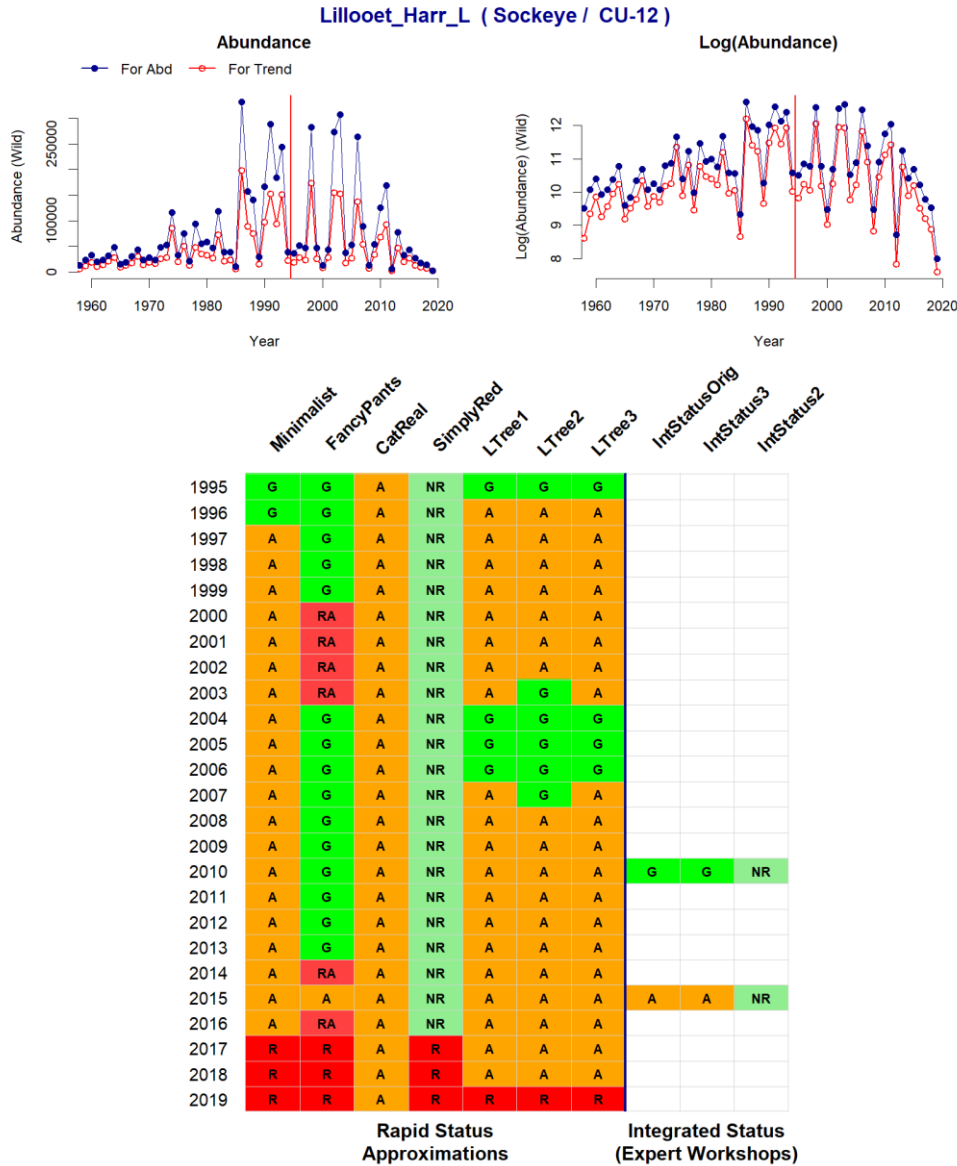 Lillooet_Harr_L ( Sockeye / CU-12 )
Abundance
For Abd For Trend
Abundance (Wild)
0 10000 250000
1960 1970 1980 1990 2000 2010 2020
Year
Log(Abundance)
Log(Abundance) (Wild)
8 9 10 11 12
1960 1970 1980 1990 2000 2010 2020
Year
Minimalist FancyPants CatReal SimplyRed LTree1 LTree2 LTree3 IntStatusOrig IntStatus3 IntStatus2
1995 G G A NR G G G
1996 G G A NR A A A
1997 A G A NR A A A
1998 A G A NR A A A
1999 A G A NR A A A
2000 A RA A NR A A A
2001 A RA A NR A A A
2002 A RA A NR A A A
2003 A RA A NR A G A
2004 A G A NR G G G
2005 A G A NR G G G
2006 A G A NR G G G
2007 A G A NR A G A
2008 A G A NR A A A
2009 A G A NR A A A
2010 A G A NR A A A G G NR
2011 A G A NR A A A
2012 A G A NR A A A
2013 A G A NR A A A
2014 A RA A NR A A A
2015 A A A NR A A A A A NR
2016 A RA A NR A A A
2017 R R A R A A A
2018 R R A R A A A
2019 R R A R R R R
Rapid Status
Approximations
Integrated Status
(Expert Workshops)